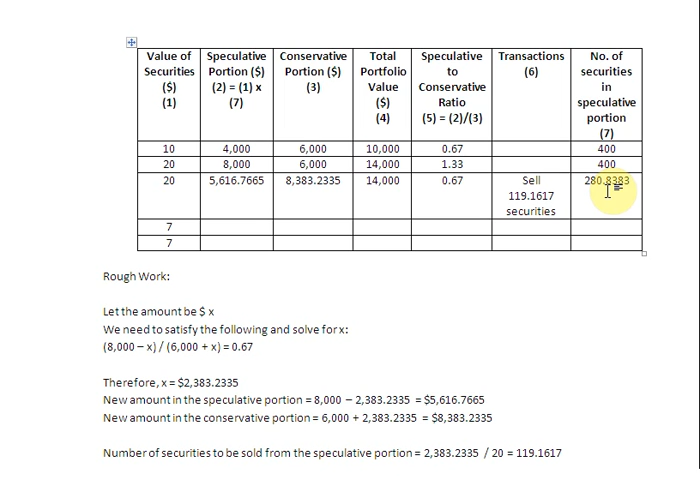 Value of Securities ($) (1) | Speculative Portion ($) (2) = (1) x (7) | Conservative Portion ($) (3) | Total Portfolio Value ($) (4) | Speculative to Conservative Ratio (5) = (2)/(3) | Transactions (6) | No. of securities in speculative portion (7)
10 | 4,000 | 6,000 | 10,000 | 0.67 | | 400
20 | 8,000 | 6,000 | 14,000 | 1.33 | | 400
20 | 5,616.7665 | 8,383.2335 | 14,000 | 0.67 | Sell 119.1617 securities | 280.8383
7
7
Rough Work:
Let the amount be $ x
We need to satisfy the following and solve for x:
(8,000 – x) / (6,000 + x) = 0.67
Therefore, x = $2,383.2335
New amount in the speculative portion = 8,000 – 2,383.2335 = $5,616.7665
New amount in the conservative portion = 6,000 + 2,383.2335 = $8,383.2335
Number of securities to be sold from the speculative portion = 2,383.2335 / 20 = 119.1617